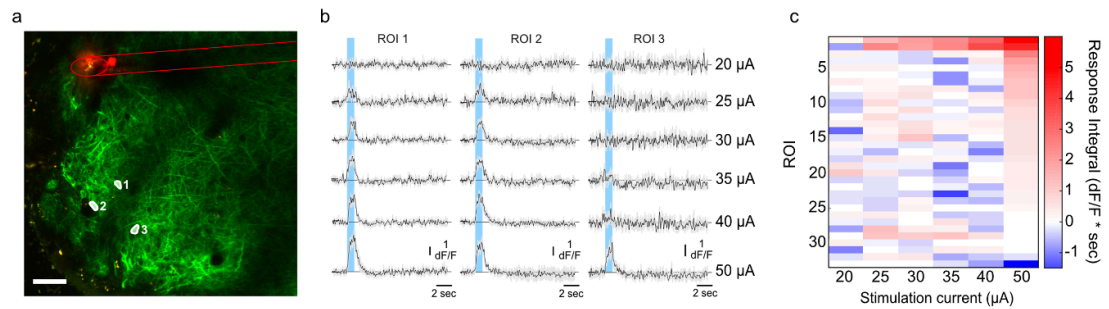 a
1
2
3
b
ROI 1
ROI 2
ROI 3
20 µA
25 µA
30 µA
35 µA
40 µA
50 µA
1
dF/F
1
dF/F
1
dF/F
2 sec
2 sec
2 sec
c
ROI
5
10
15
20
25
30
20 25 30 35 40 50
Stimulation current (µA)
5
4
3
2
1
0
-1
Response Integral (dF/F * sec)